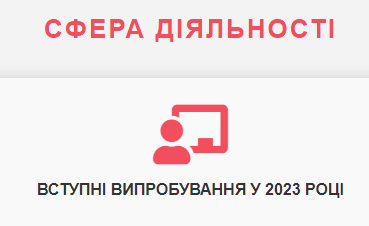 СФЕРА ДІЯЛЬНОСТІ
ВСТУПНІ ВИПРОБУВАННЯ У 2023 РОЦІ